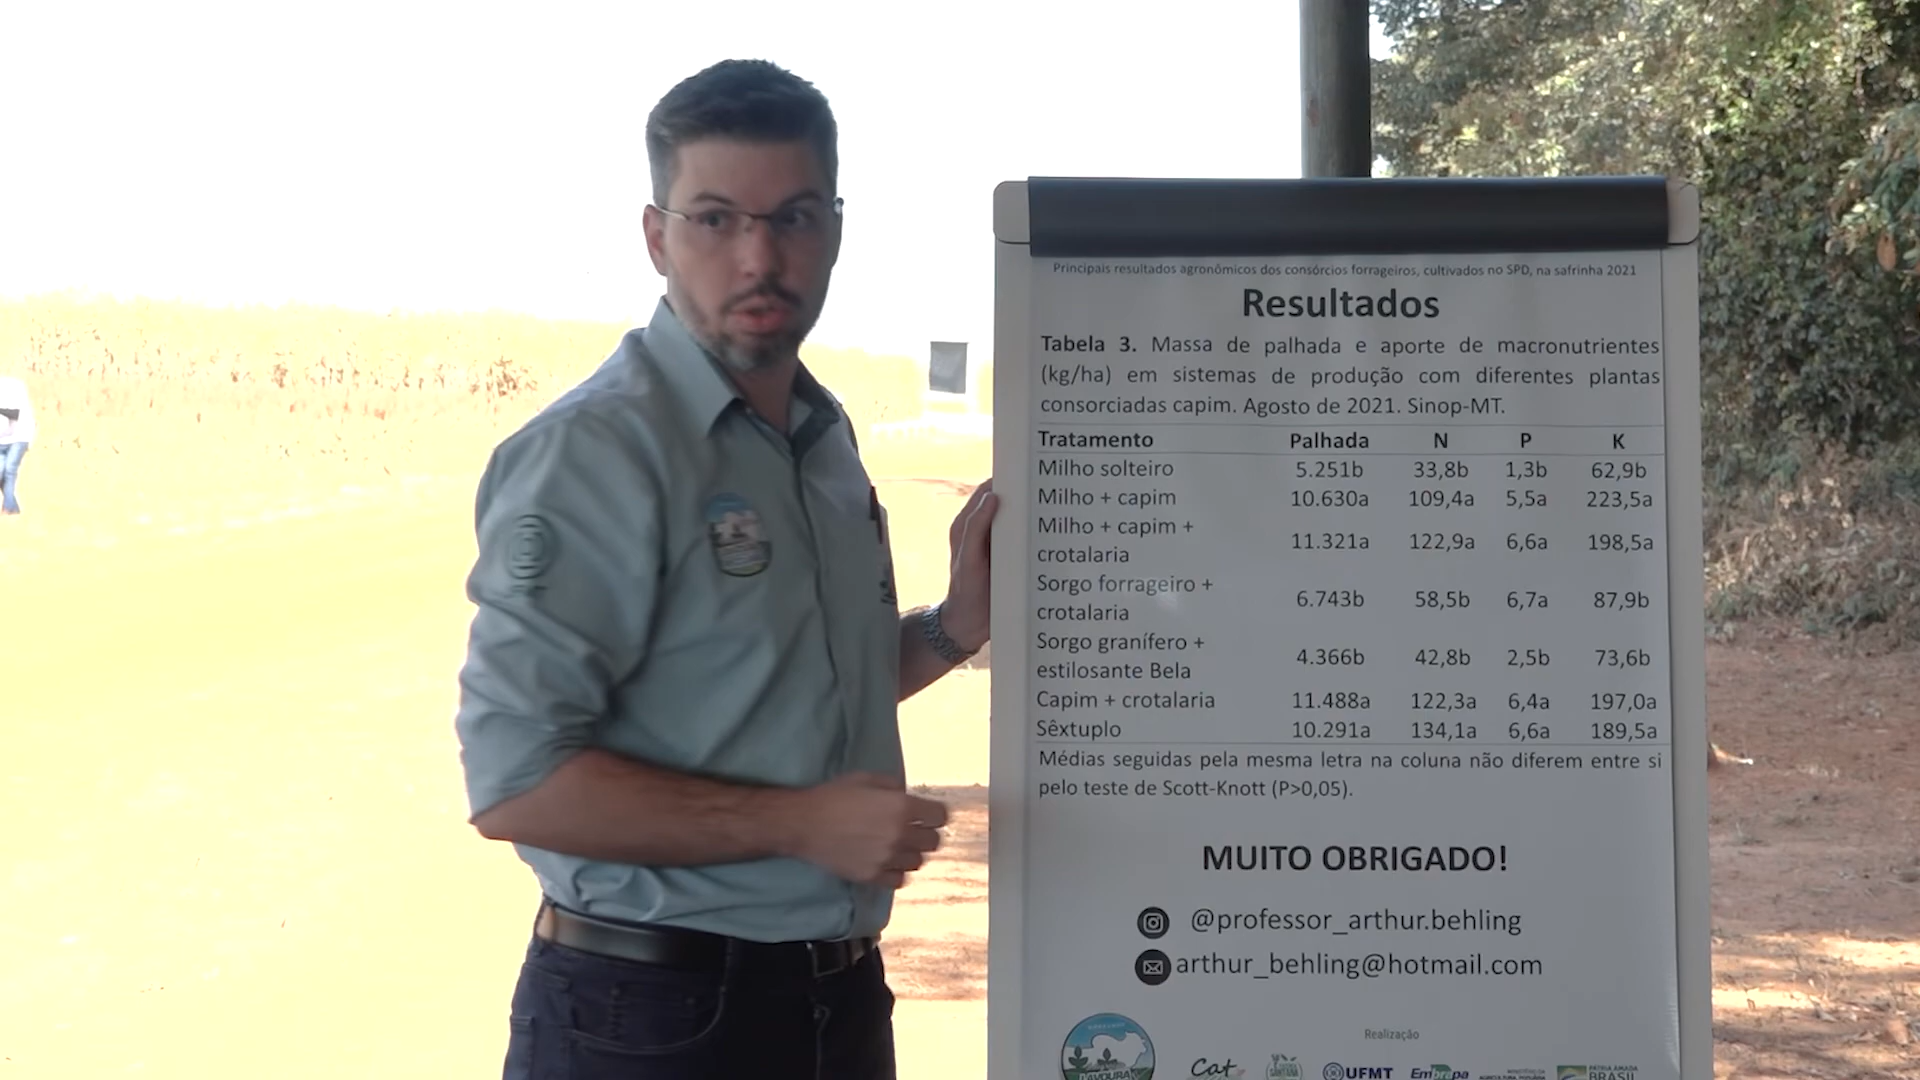 Principais resultados agronômicos dos consórcios forrageiros, cultivados no SPD, na safrinha 2021
Resultados
Tabela 3. Massa de palhada e aporte de macronutrientes
(kg/ha) em sistemas de produção com diferentes plantas
consorciadas capim. Agosto de 2021. Sinop-MT.
Tratamento Palhada N P K
Milho solteiro 5.251b 33,8b 1,3b 62,9b
Milho + capim 10.630a 109,4a 5,5a 223,5a
Milho + capim +
crotalaria 11.321a 122,9a 6,6a 198,5a
Sorgo forrageiro +
crotalaria 6.743b 58,5b 6,7a 87,9b
Sorgo granífero +
estilosante Bela 4.366b 42,8b 2,5b 73,6b
Capim + crotalaria 11.488a 122,3a 6,4a 197,0a
Sêxtuplo 10.291a 134,1a 6,6a 189,5a
Médias seguidas pela mesma letra na coluna não diferem entre si
pelo teste de Scott-Knott (P>0,05).
MUITO OBRIGADO!
@professor_arthur.behling
arthur_behling@hotmail.com
Realização
Cat UFMT Embrapa PÁTRIA AMADA
BRASIL